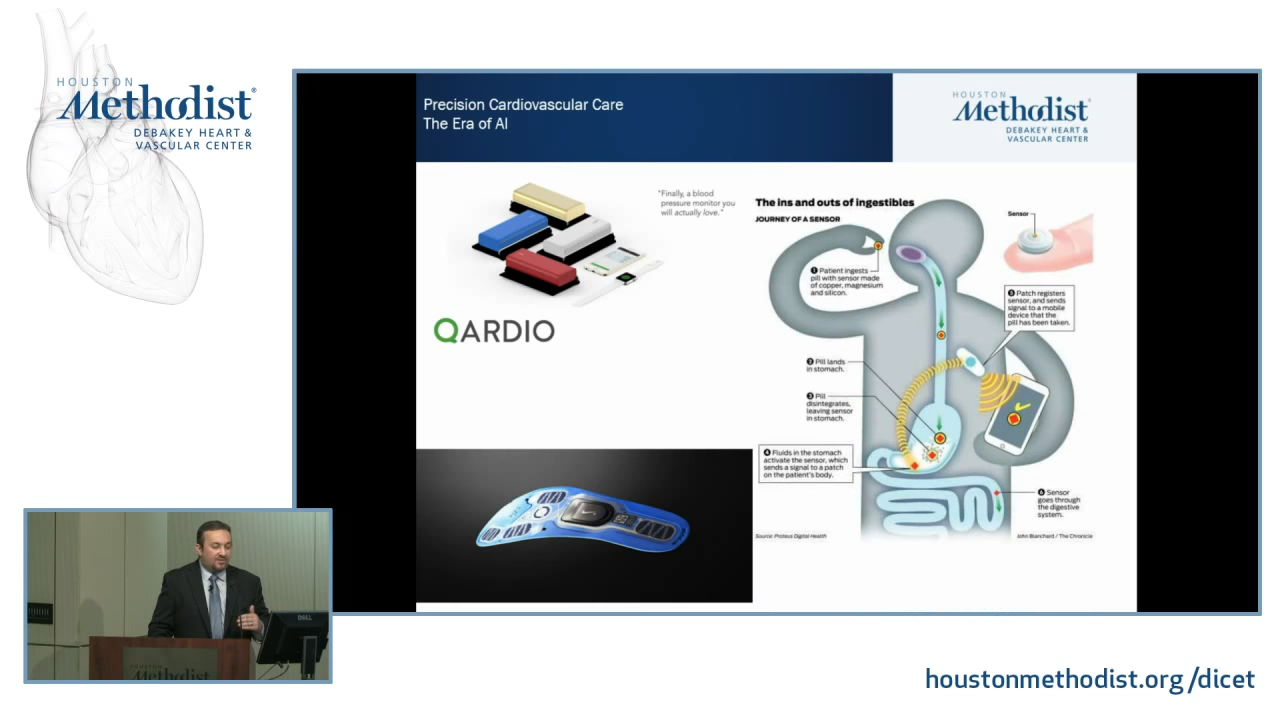 HOUSTON
Methodist®
DEBAKEY HEART &
VASCULAR CENTER
Precision Cardiovascular Care
The Era of AI
HOUSTON
Methodist®
DEBAKEY HEART &
VASCULAR CENTER
"Finally, a blood
pressure monitor you
will actually love."
QARDIO
The ins and outs of ingestibles
JOURNEY OF A SENSOR
Sensor
1 Patient ingests
pill with sensor made
of copper, magnesium
and silicon.
5 Patch registers
sensor, and sends
signal to a mobile
device that the
pill has been taken.
2 Pill lands
in stomach.
3 Pill
disintegrates,
leaving sensor
in stomach.
4 Fluids in the stomach
activate the sensor, which
sends a signal to a patch
on the patient's body.
6 Sensor
goes through
the digestive
system.
Source: Proteus Digital Health
John Blanchard / The Chronicle
DELL
HOUSTON
Methodist
houstonmethodist.org/dicet